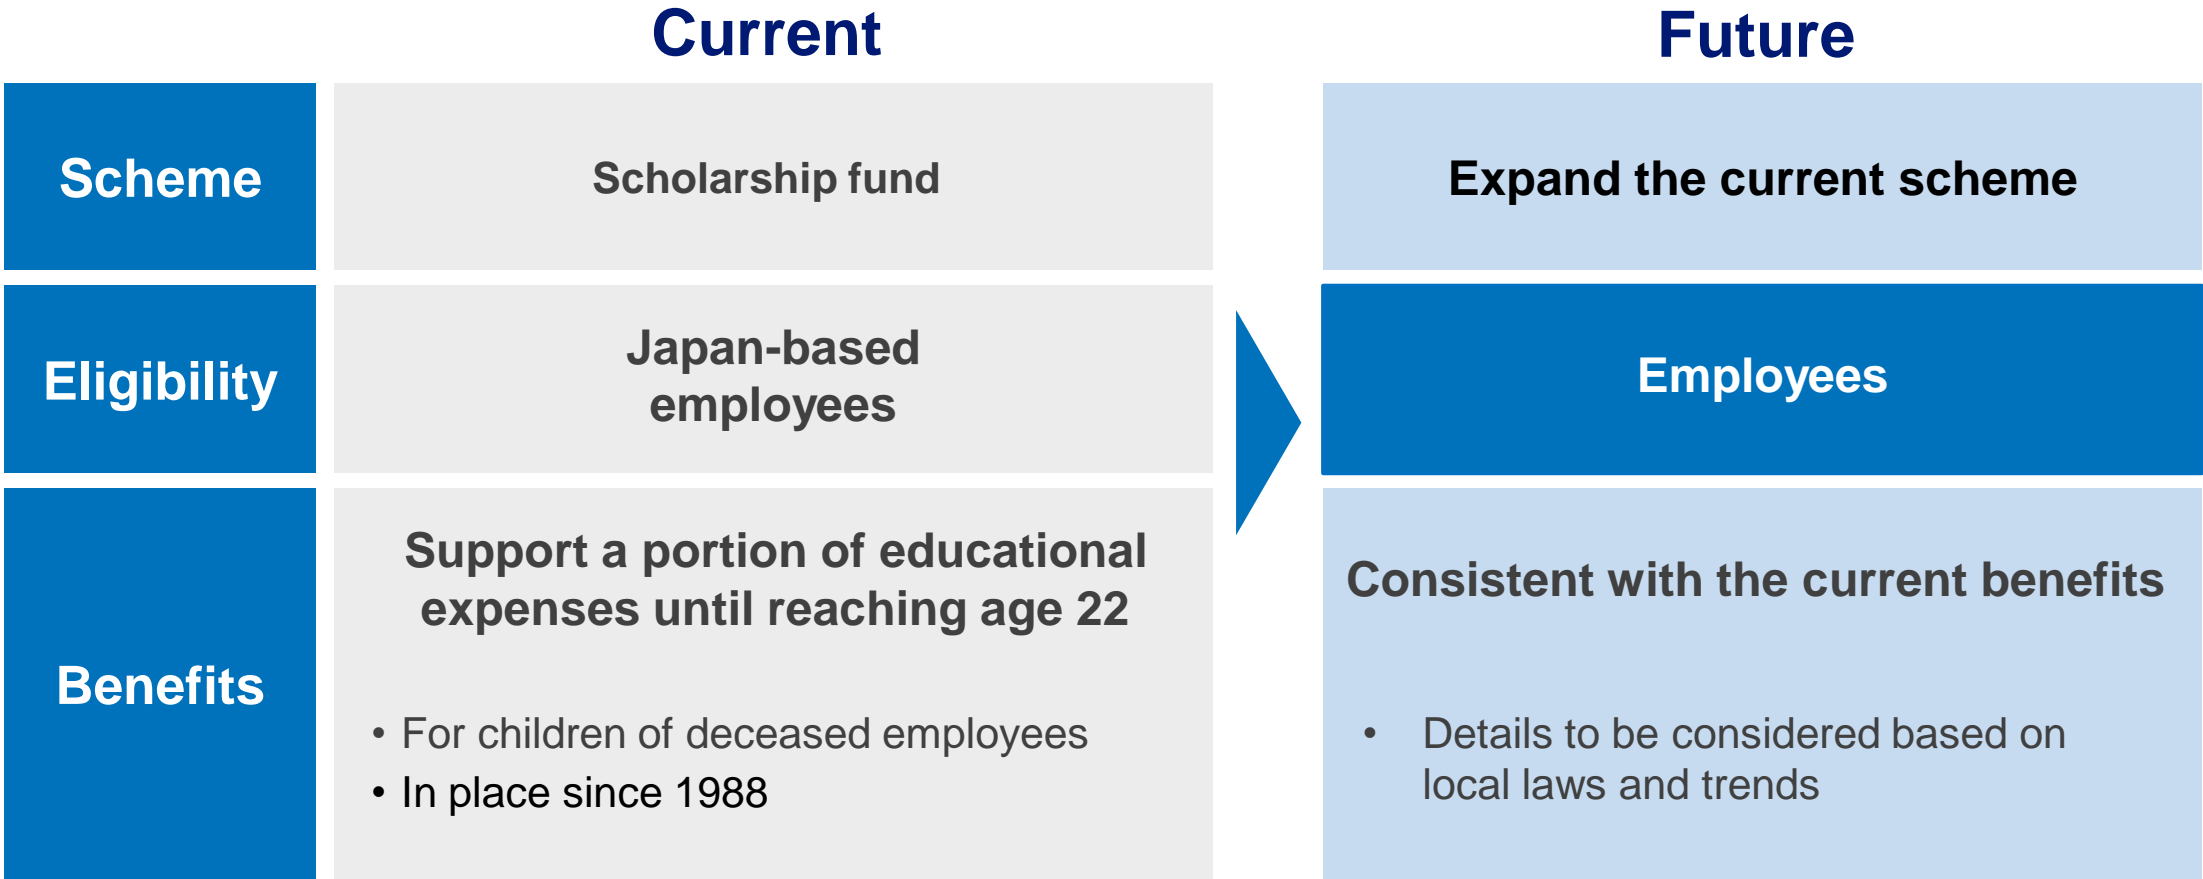 Current
Future
Scheme
Scholarship fund
Expand the current scheme
Eligibility
Japan-based
employees
Employees
Benefits
Support a portion of educational
expenses until reaching age 22
• For children of deceased employees
• In place since 1988
Consistent with the current benefits
• Details to be considered based on
local laws and trends